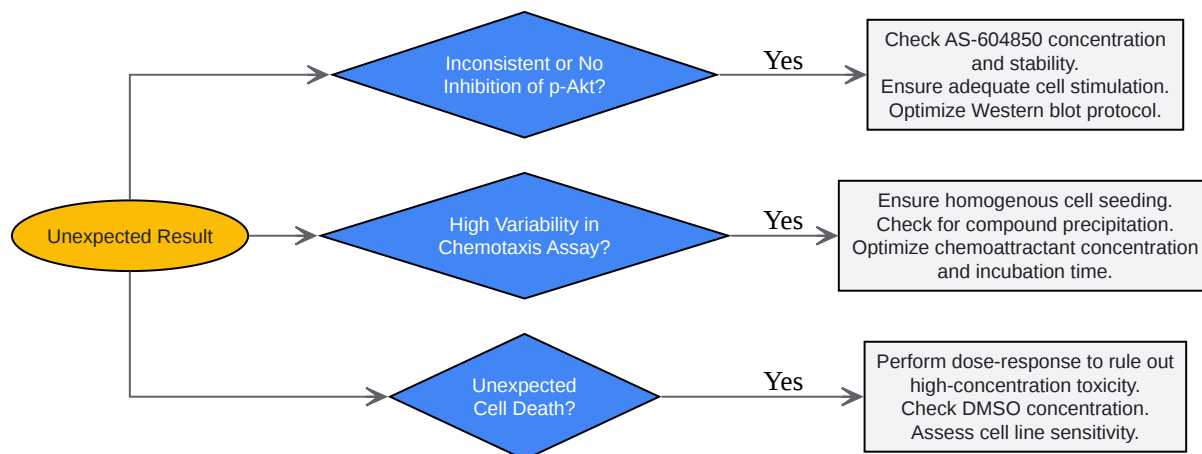 Inconsistent or No
Inhibition of p-Akt?
Yes
Check AS-604850 concentration
and stability.
Ensure adequate cell stimulation.
Optimize Western blot protocol.
Unexpected Result
High Variability in
Chemotaxis Assay?
Yes
Ensure homogenous cell seeding.
Check for compound precipitation.
Optimize chemoattractant concentration
and incubation time.
Unexpected
Cell Death?
Yes
Perform dose-response to rule out
high-concentration toxicity.
Check DMSO concentration.
Assess cell line sensitivity.